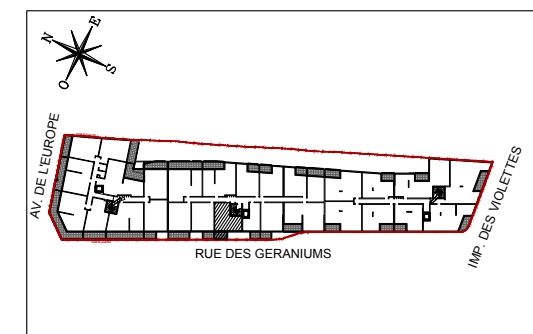 E
S
O
AV. DE L'EUROPE
IMP. DES VIOLETTES
RUE DES GERANIUMS